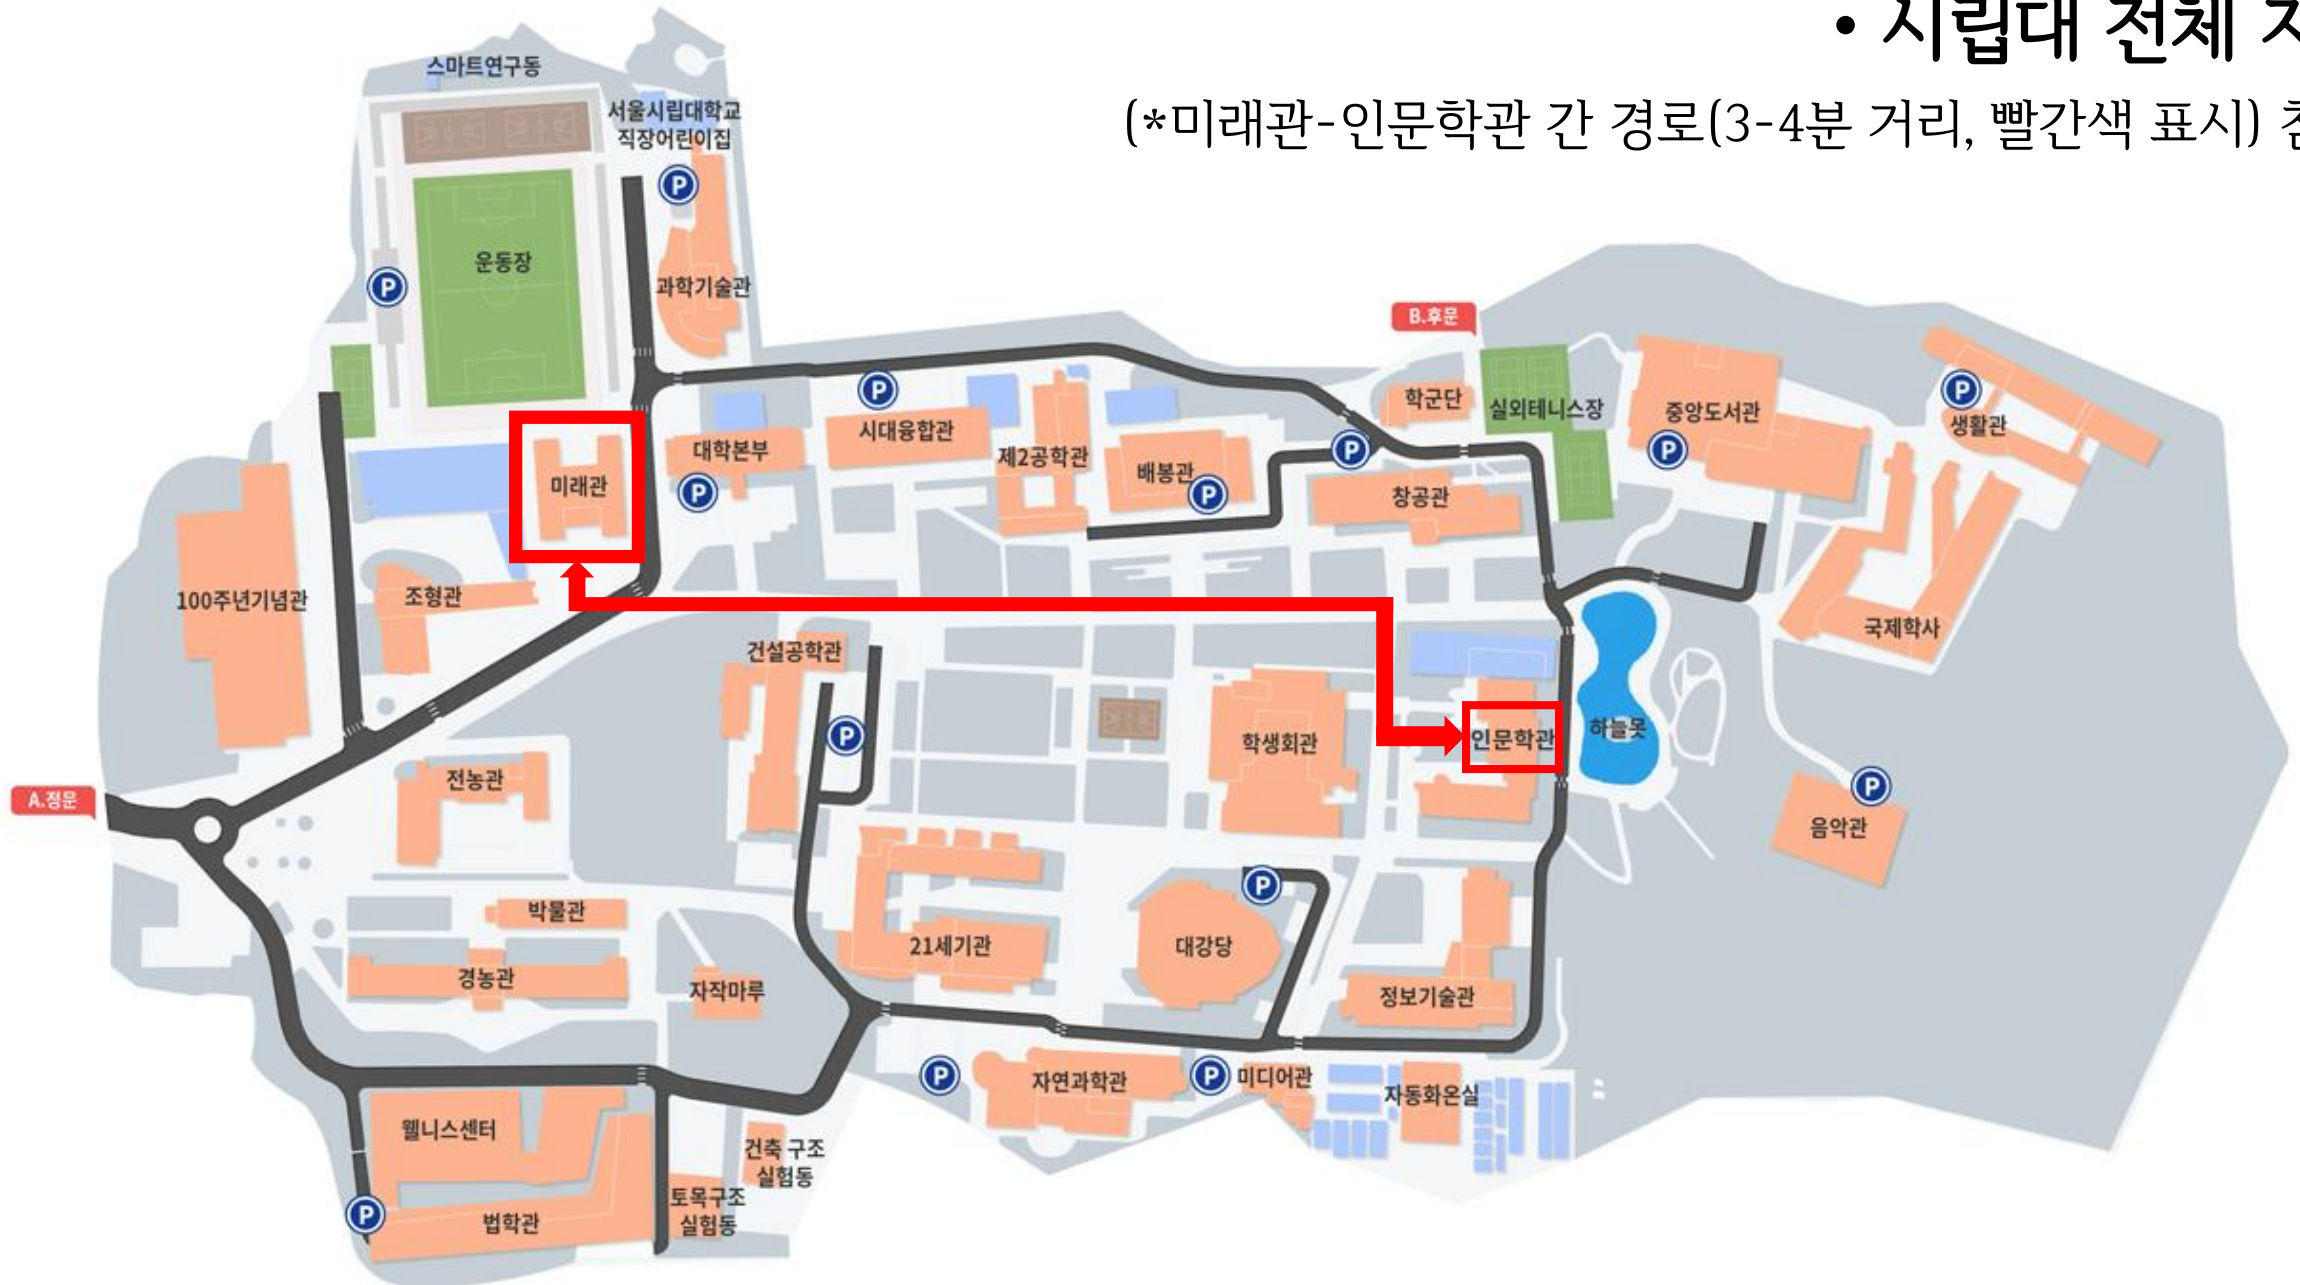 • 시립대 전체
(*미래관-인문학관 간 경로(3-4분 거리, 빨간색 표시)
스마트연구동
서울시립대학교
직장어린이집
P
운동장
P
과학기술관
B.후문
P
학군단
실외테니스장
중앙도서관
P
생활관
시대융합관
대학본부
제2공학관
P
P
배봉관
P
창공관
P
미래관
100주년기념관
조형관
국제학사
건설공학관
P
학생회관
인문학관
하늘못
전농관
A.정문
P
음악관
P
박물관
21세기관
대강당
경농관
자작마루
정보기술관
P
자연과학관
P
미디어관
자동화온실
웰니스센터
건축 구조
실험동
토목구조
실험동
P
법학관